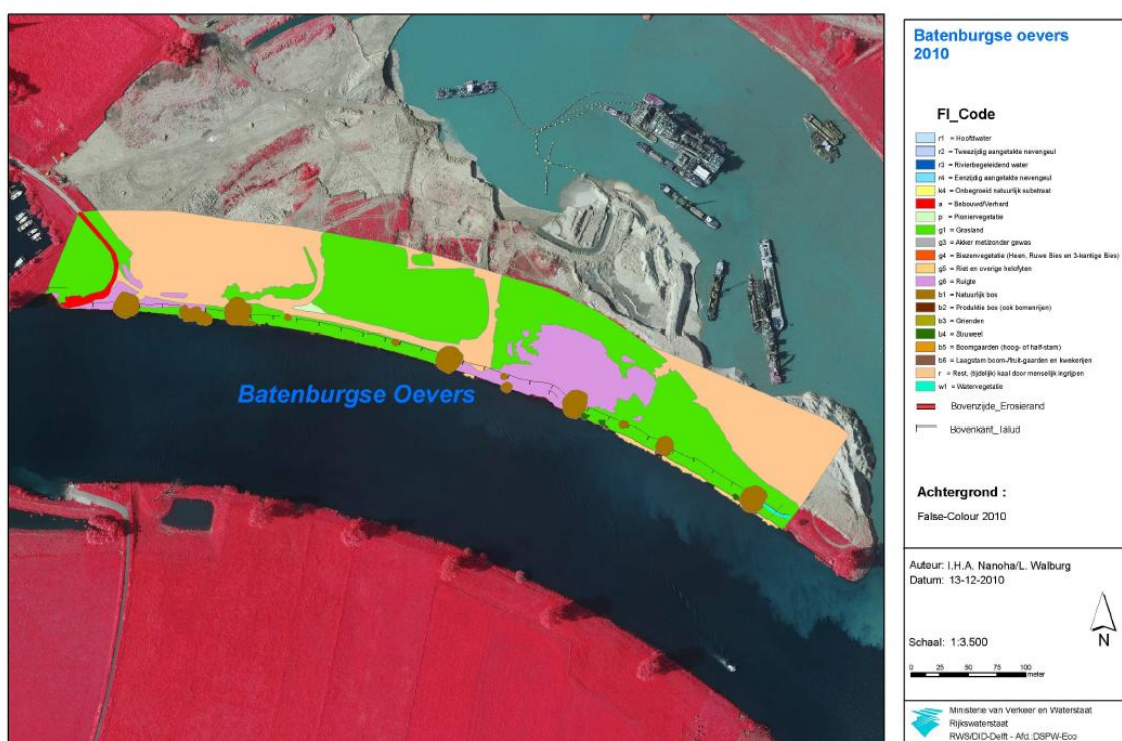 Batenburgse Oevers
Batenburgse oevers
2010
FI_Code
r1 = Hoofdwater
r2 = Tweezijdig aangetakte nevengeul
r3 = Rivierbegeleidend water
r4 = Eenzijdig aangetakte nevengeul
k4 = Onbegroeid natuurlijk substraat
a = Bebouwd/Verhard
p = Pioniervegetatie
g1 = Grasland
g3 = Akker met/zonder gewas
g4 = Biezenvegetatie (Heen, Ruwe Bies en 3-kantige Bies)
g5 = Riet en overige helofyten
g6 = Ruigte
b1 = Natuurlijk bos
b2 = Produktie bos (ook bomenrijen)
b3 = Grienden
b4 = Struweel
b5 = Boomgaarden (hoog- of half-stam)
b6 = Laagstam boom-/fruit-gaarden en kwekerijen
r = Rest, (tijdelijk) kaal door menselijk ingrijpen
w1 = Watervegetatie
Bovenzijde_Erosierand
Bovenkant_Talud
Achtergrond :
False-Colour 2010
Auteur: I.H.A. Nanoha/L. Walburg
Datum: 13-12-2010
N
Schaal: 1:3.500
0 25 50 75 100
meter
Ministerie van Verkeer en Waterstaat
Rijkswaterstaat
RWS/DID-Delft - Afd.:DSPW-Eco